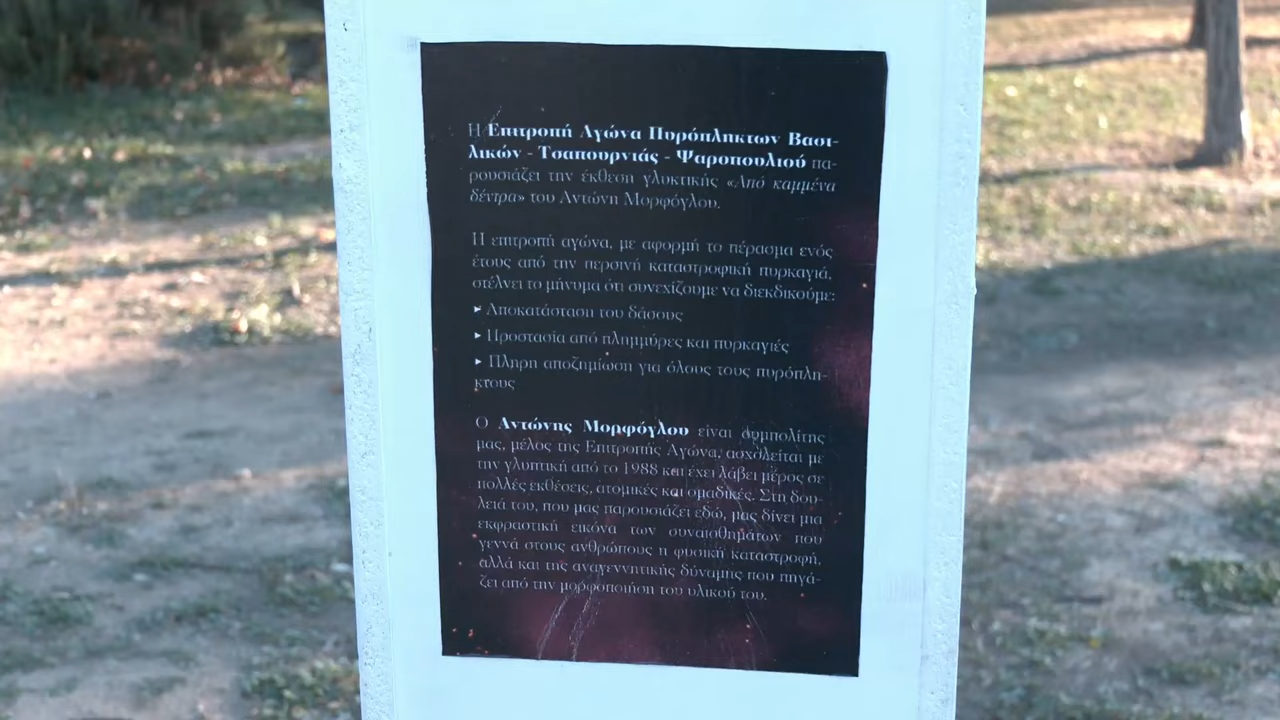 Η Επιτροπή Αγώνα Πυρόπληκτων Βασι-
λικών - Τσαπουρνιάς - Ψαροπουλιού πα-
ρουσιάζει την έκθεση γλυκτικής «Από καμμένα
δέντρα» του Αντώνη Μορφόγλου.
Η επιτροπή αγώνα, με αφορμή το πέρασμα ενός
έτους από την περσινή καταστροφική πυρκαγιά,
στέλνει το μήνυμα ότι συνεχίζουμε να διεκδικούμε:
▸ Αποκατάσταση του δάσους
▸ Προστασία από πλημμύρες και πυρκαγιές
▸ Πλήρη αποζημίωση για όλους τους πυρόπλη-
κτους
Ο Αντώνης Μορφόγλου είναι συμπολίτης
μας, μέλος της Επιτροπής Αγώνα, ασχολείται με
την γλυπτική από το 1988 και έχει λάβει μέρος σε
πολλές εκθέσεις, ατομικές και ομαδικές. Στη δου-
λειά του, που μας παρουσιάζει εδώ, μας δίνει μια
εκφραστική εικόνα των συναισθημάτων που
γεννά στους ανθρώπους η φυσική καταστροφή,
αλλά και της αναγεννητικής δύναμης που πηγά-
ζει από την μορφοποίηση του υλικού του.